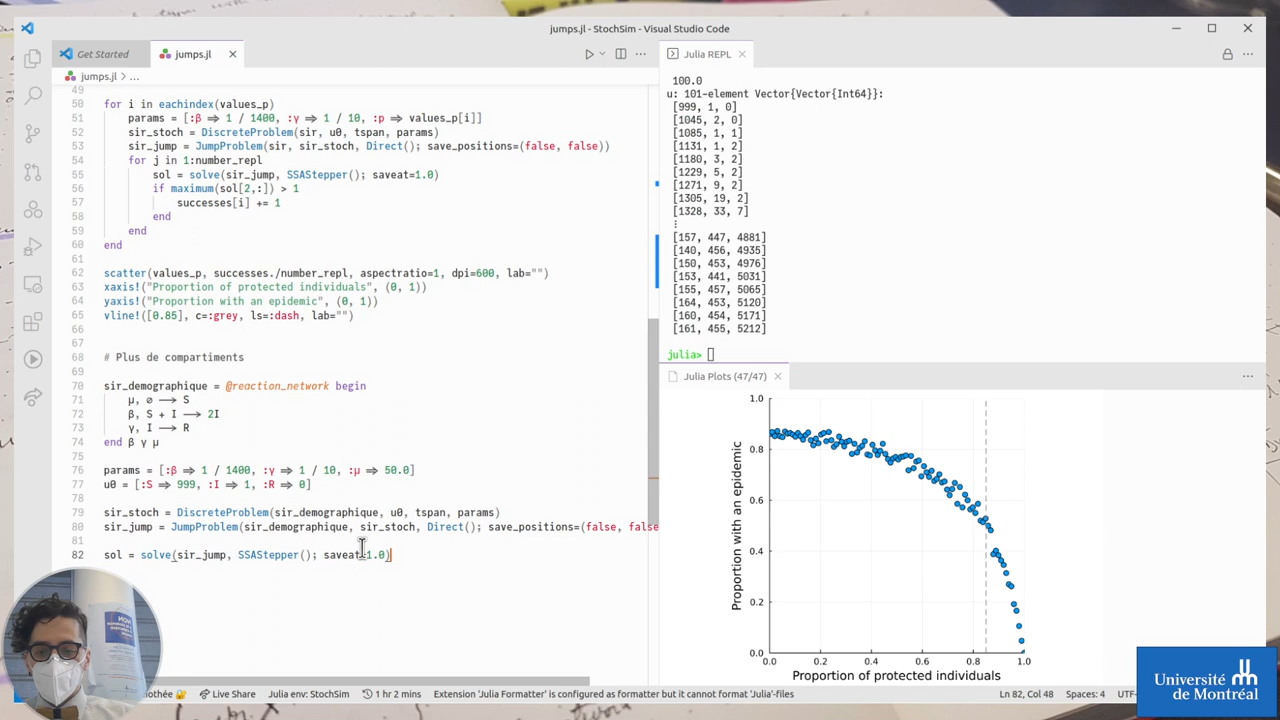 jumps.jl - StochSim - Visual Studio Code
Get Started
jumps.jl
jumps.jl > ...
49
50 for i in eachindex(values_p)
51 params = [:β => 1 / 1400, :γ => 1 / 10, :p => values_p[i]]
52 sir_stoch = DiscreteProblem(sir, u0, tspan, params)
53 sir_jump = JumpProblem(sir, sir_stoch, Direct(); save_positions=(false, false))
54 for j in 1:number_repl
55 sol = solve(sir_jump, SSAStepper(); saveat=1.0)
56 if maximum(sol[2,:]) > 1
57 successes[i] += 1
58 end
59 end
60 end
61
62 scatter(values_p, successes./number_repl, aspectratio=1, dpi=600, lab="")
63 xaxis!("Proportion of protected individuals", (0, 1))
64 yaxis!("Proportion with an epidemic", (0, 1))
65 vline!([0.85], c=:grey, ls=:dash, lab="")
66
67
68 # Plus de compartiments
69
70 sir_demographique = @reaction_network begin
71 μ, ∅ --> S
72 β, S + I --> 2I
73 γ, I --> R
74 end β γ μ
75
76 params = [:β => 1 / 1400, :γ => 1 / 10, :μ => 50.0]
77 u0 = [:S => 999, :I => 1, :R => 0]
78
79 sir_stoch = DiscreteProblem(sir_demographique, u0, tspan, params)
80 sir_jump = JumpProblem(sir_demographique, sir_stoch, Direct(); save_positions=(false, false
81
82 sol = solve(sir_jump, SSAStepper(); saveat=1.0)
Julia REPL
100.0
u: 101-element Vector{Vector{Int64}}:
[999, 1, 0]
[1045, 2, 0]
[1085, 1, 1]
[1131, 1, 2]
[1180, 3, 2]
[1229, 5, 2]
[1271, 9, 2]
[1305, 19, 2]
[1328, 33, 7]
⋮
[157, 447, 4881]
[140, 456, 4935]
[150, 453, 4976]
[153, 441, 5031]
[155, 457, 5065]
[164, 453, 5120]
[160, 454, 5171]
[161, 455, 5212]
julia>
Julia Plots (47/47)
1.0
0.8
0.6
0.4
0.2
0.0
Proportion with an epidemic
0.0 0.2 0.4 0.6 0.8 1.0
Proportion of protected individuals
Live Share
Julia env: StochSim
1 hr 2 mins
Extension 'Julia Formatter' is configured as formatter but it cannot format 'Julia'-files
Ln 82, Col 48
Spaces: 4
Université
de Montréal